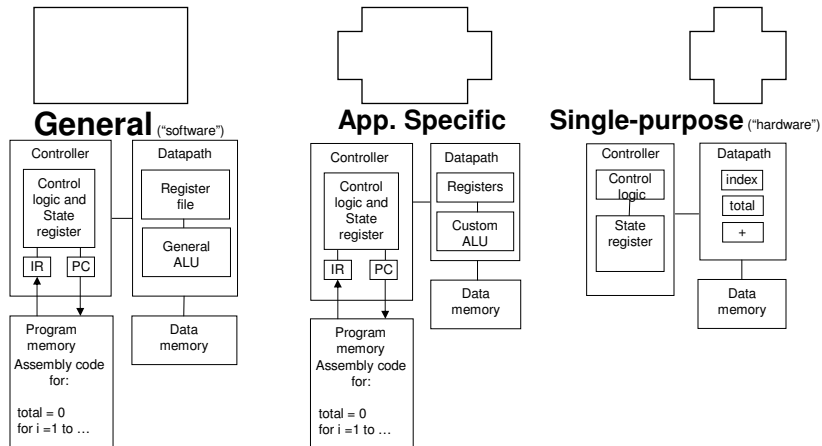 General ("software")
Controller
Control
logic and
State
register
IR
PC
Datapath
Register
file
General
ALU
Program
memory
Assembly code
for:
total = 0
for i =1 to …
Data
memory
App. Specific
Controller
Control
logic and
State
register
IR
PC
Datapath
Registers
Custom
ALU
Data
memory
Program
memory
Assembly code
for:
total = 0
for i =1 to …
Single-purpose ("hardware")
Controller
Control
logic
State
register
Datapath
index
total
+
Data
memory